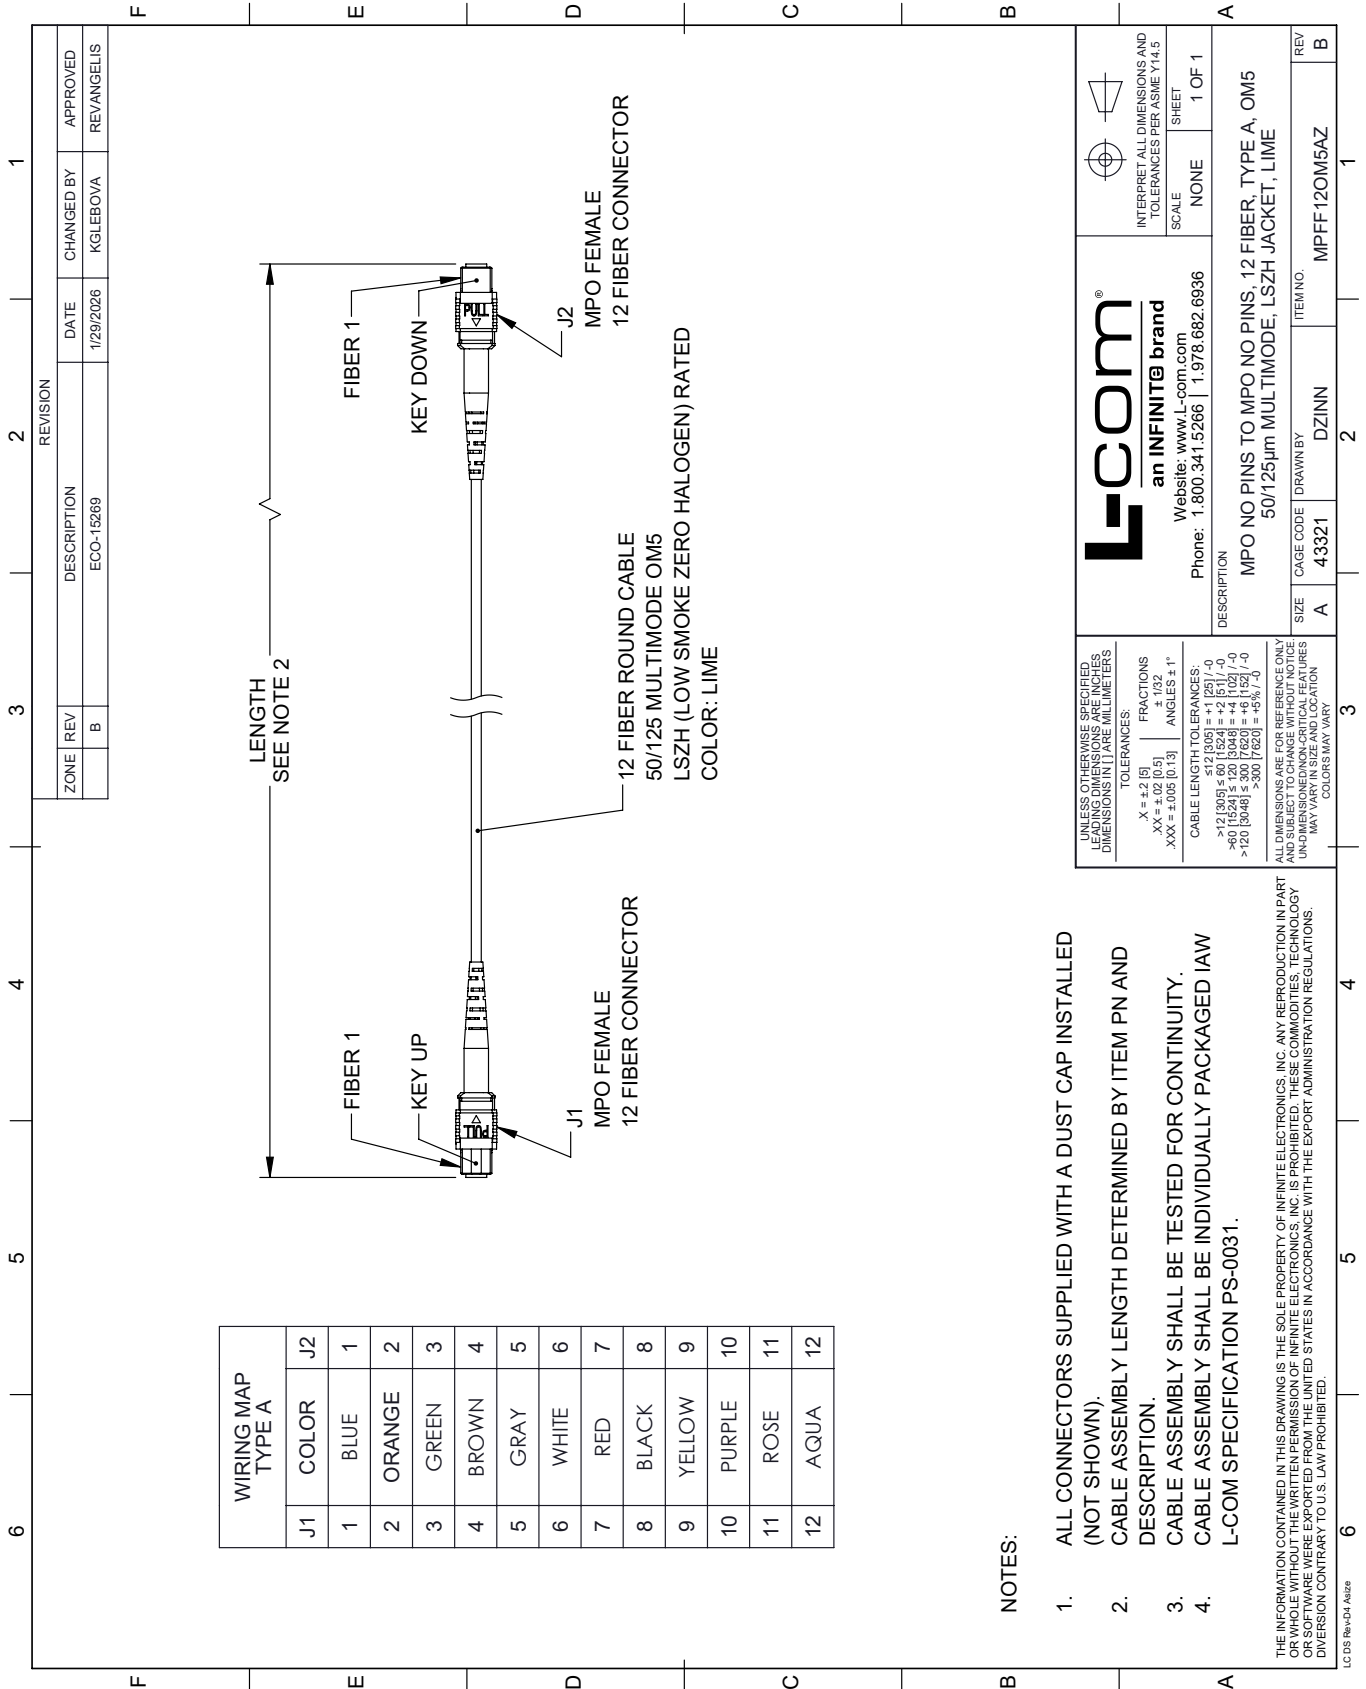 6
5
4
3
2
1
F
E
D
C
B
A
F
E
D
C
B
A
REVISION
ZONE REV DESCRIPTION DATE CHANGED BY APPROVED
B ECO-15269 1/29/2026 KGLEBOVA REVANGELIS
WIRING MAP
TYPE A
J1 COLOR J2
1 BLUE 1
2 ORANGE 2
3 GREEN 3
4 BROWN 4
5 GRAY 5
6 WHITE 6
7 RED 7
8 BLACK 8
9 YELLOW 9
10 PURPLE 10
11 ROSE 11
12 AQUA 12
LENGTH
SEE NOTE 2
FIBER 1
KEY UP
PULL
J1
MPO FEMALE
12 FIBER CONNECTOR
FIBER 1
KEY DOWN
PULL
J2
MPO FEMALE
12 FIBER CONNECTOR
12 FIBER ROUND CABLE
50/125 MULTIMODE OM5
LSZH (LOW SMOKE ZERO HALOGEN) RATED
COLOR: LIME
NOTES:
1. ALL CONNECTORS SUPPLIED WITH A DUST CAP INSTALLED
(NOT SHOWN).
2. CABLE ASSEMBLY LENGTH DETERMINED BY ITEM PN AND
DESCRIPTION.
3. CABLE ASSEMBLY SHALL BE TESTED FOR CONTINUITY.
4. CABLE ASSEMBLY SHALL BE INDIVIDUALLY PACKAGED IAW
L-COM SPECIFICATION PS-0031.
THE INFORMATION CONTAINED IN THIS DRAWING IS THE SOLE PROPERTY OF INFINITE ELECTRONICS, INC. ANY REPRODUCTION IN PART
OR WHOLE WITHOUT THE WRITTEN PERMISSION OF INFINITE ELECTRONICS, INC. IS PROHIBITED. THESE COMMODITIES, TECHNOLOGY
OR SOFTWARE WERE EXPORTED FROM THE UNITED STATES IN ACCORDANCE WITH THE EXPORT ADMINISTRATION REGULATIONS.
DIVERSION CONTRARY TO U.S. LAW PROHIBITED.
UNLESS OTHERWISE SPECIFIED
LEADING DIMENSIONS ARE INCHES
DIMENSIONS IN [ ] ARE MILLIMETERS
TOLERANCES:
.X = ±.2 [5] FRACTIONS
.XX = ±.02 [0.5] ± 1/32
.XXX = ±.005 [0.13] ANGLES ± 1°
CABLE LENGTH TOLERANCES:
≤12 [305] = +1 [25] / -0
>12 [305] ≤ 60 [1524] = +2 [51] / -0
>60 [1524] ≤ 120 [3048] = +4 [102] / -0
>120 [3048] ≤ 300 [7620] = +6 [152] / -0
>300 [7620] = +5% / -0
ALL DIMENSIONS ARE FOR REFERENCE ONLY
AND SUBJECT TO CHANGE WITHOUT NOTICE.
UN-DIMENSIONED/NON-CRITICAL FEATURES
MAY VARY IN SIZE AND LOCATION
COLORS MAY VARY
L-com®
an INFINITE brand
Website: www.L-com.com
Phone: 1.800.341.5266 | 1.978.682.6936
INTERPRET ALL DIMENSIONS AND
TOLERANCES PER ASME Y14.5
SCALE NONE
SHEET 1 OF 1
DESCRIPTION
MPO NO PINS TO MPO NO PINS, 12 FIBER, TYPE A, OM5
50/125µm MULTIMODE, LSZH JACKET, LIME
SIZE CAGE CODE DRAWN BY ITEM NO. REV
A 43321 DZINN MPFF12OM5AZ B
LC DS Rev-D4 Asize
6
5
4
3
2
1